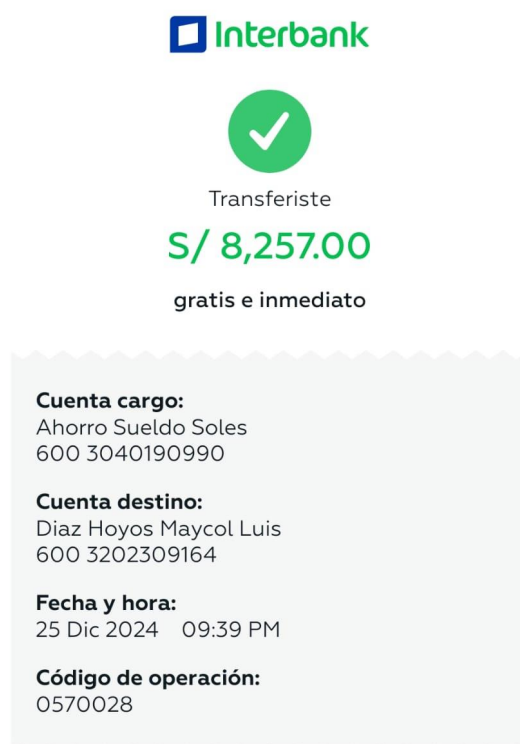 Interbank
Transferiste
S/ 8,257.00
gratis e inmediato
Cuenta cargo:
Ahorro Sueldo Soles
600 3040190990
Cuenta destino:
Diaz Hoyos Maycol Luis
600 3202309164
Fecha y hora:
25 Dic 2024 09:39 PM
Código de operación:
0570028